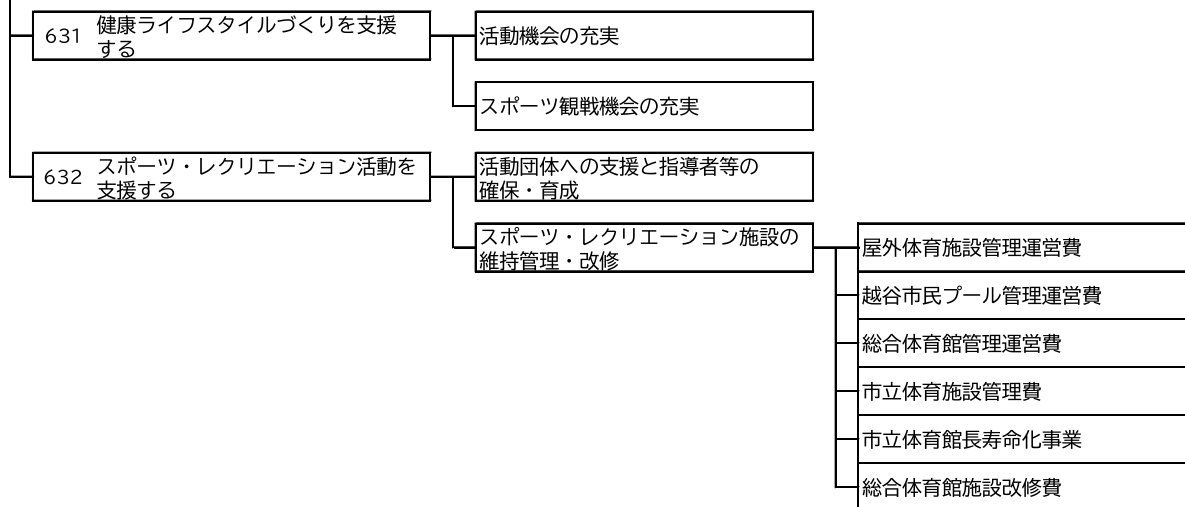 631 健康ライフスタイルづくりを支援
する
活動機会の充実
スポーツ観戦機会の充実
632 スポーツ・レクリエーション活動を
支援する
活動団体への支援と指導者等の
確保・育成
スポーツ・レクリエーション施設の
維持管理・改修
屋外体育施設管理運営費
越谷市民プール管理運営費
総合体育館管理運営費
市立体育施設管理費
市立体育館長寿命化事業
総合体育館施設改修費